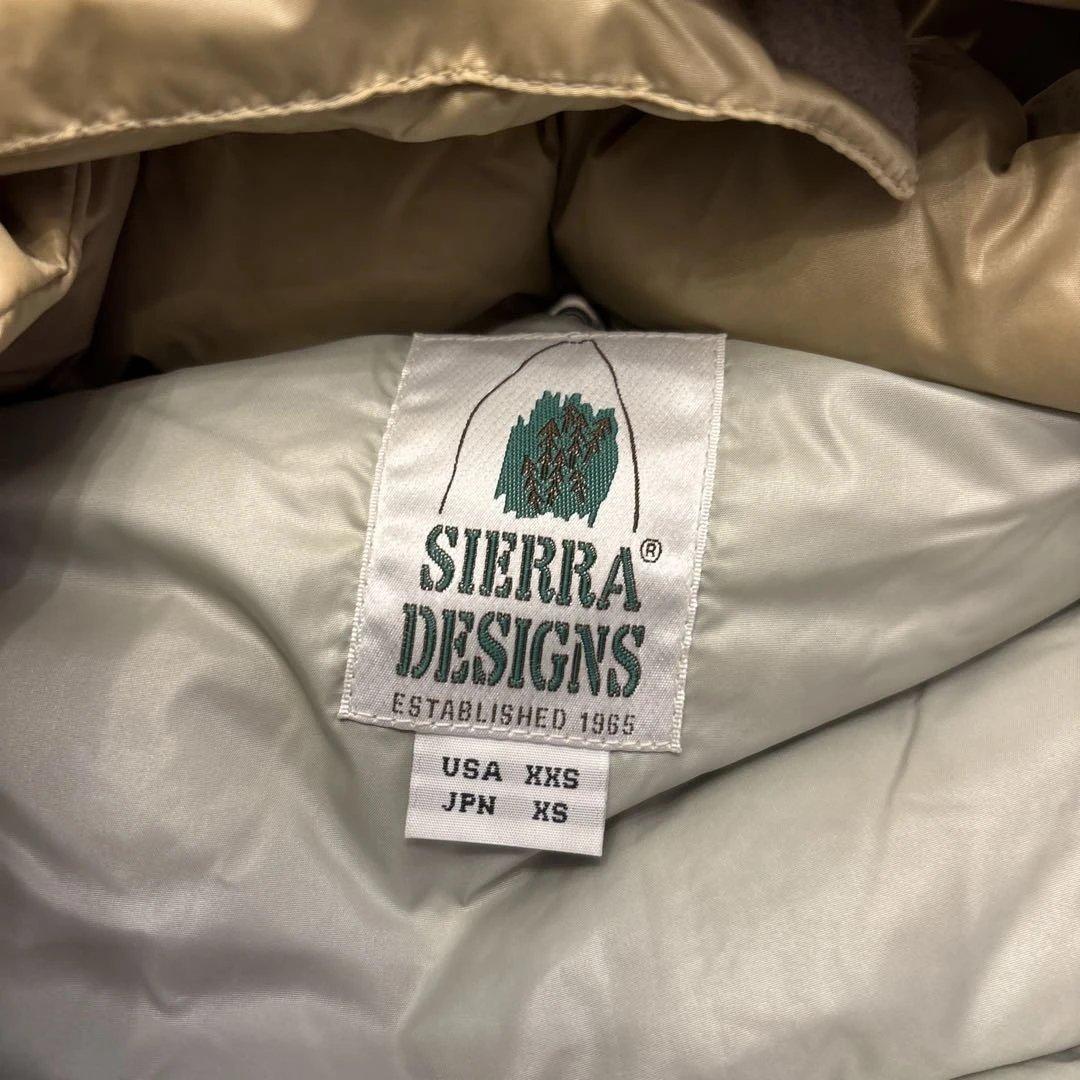 SIERRA®
DESIGNS
ESTABLISHED 1965
USA XXS
JPN XS